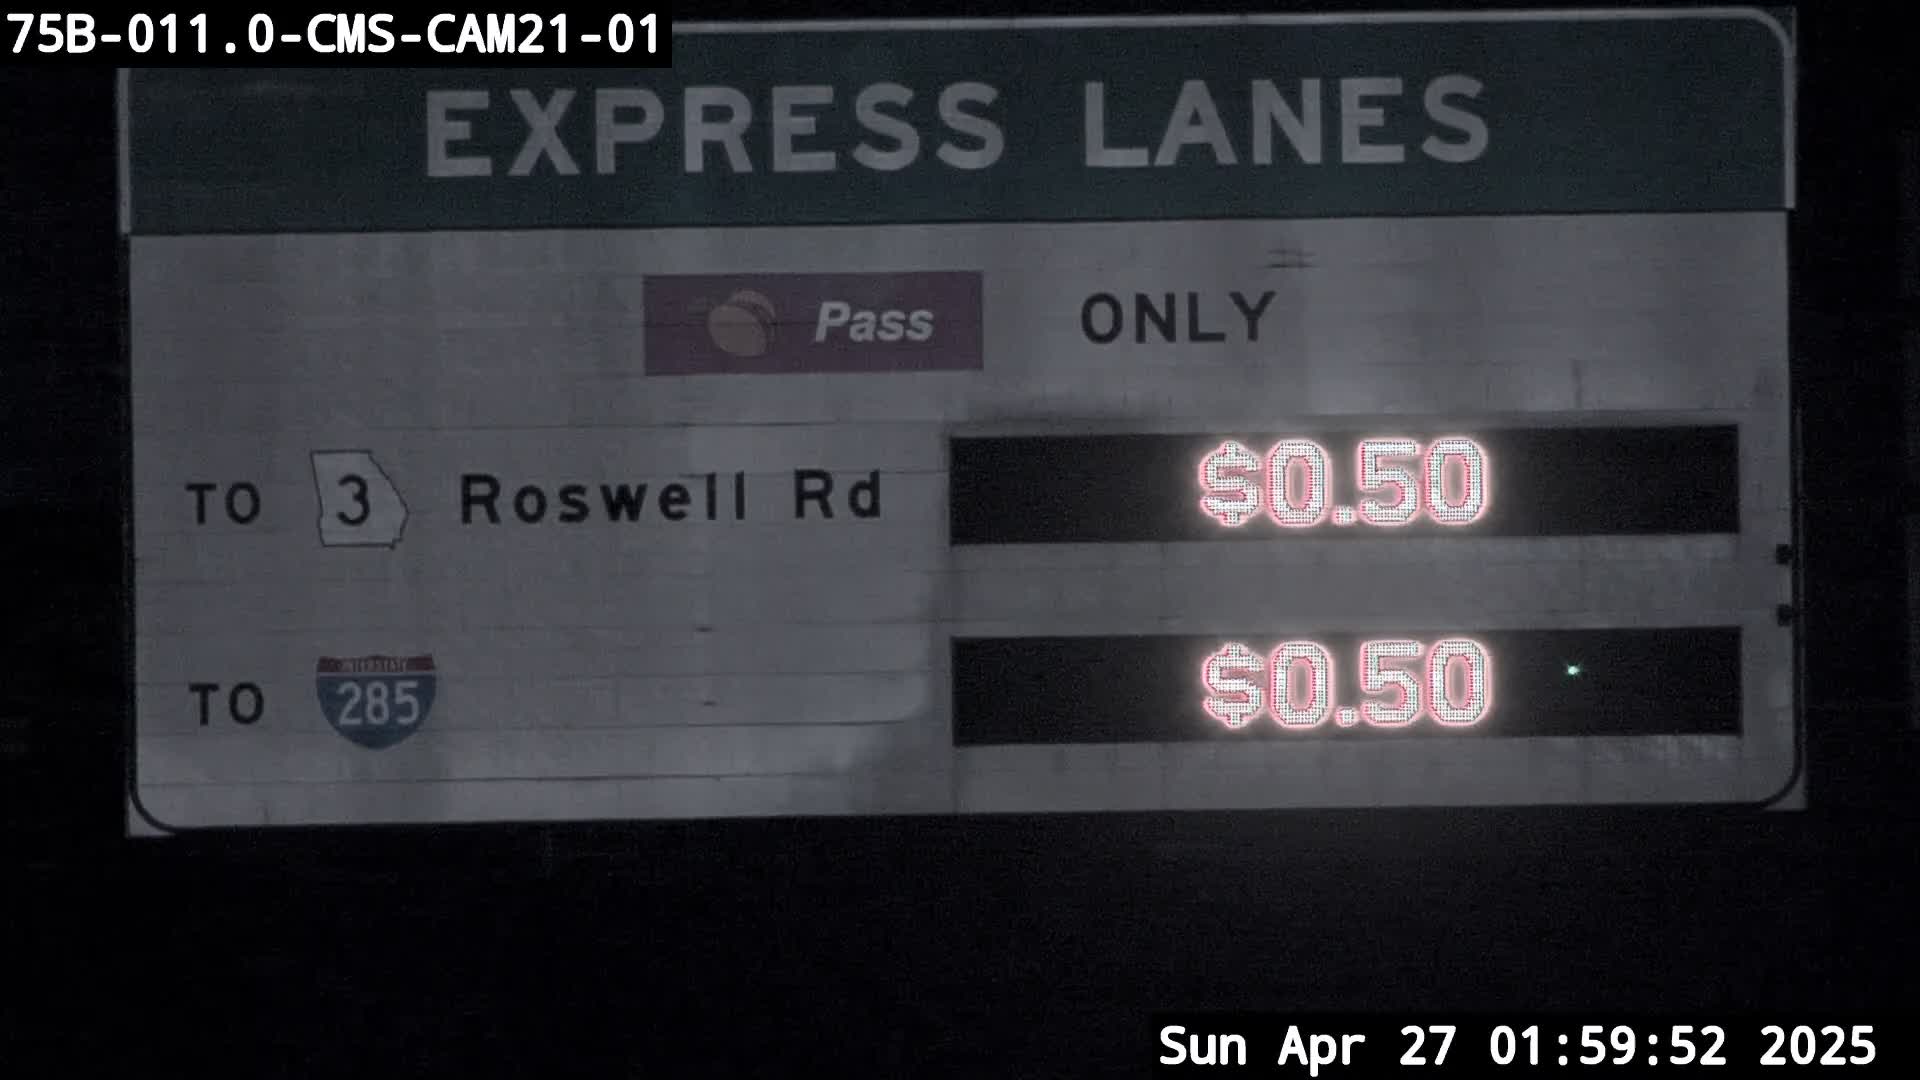 75B-011.0-CMS-CAM21-01
EXPRESS LANES
Pass ONLY
TO 3 Roswell Rd $0.50
TO 285 $0.50
Sun Apr 27 01:59:52 2025